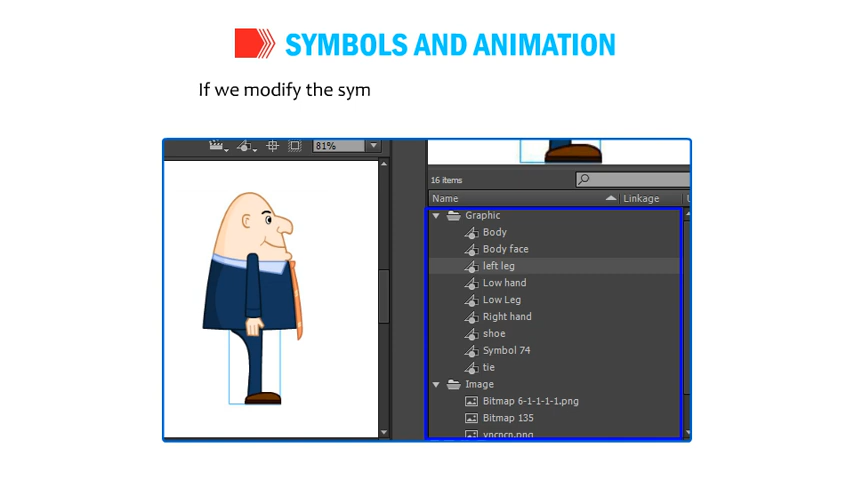 SYMBOLS AND ANIMATION
If we modify the sym
81%
16 items
Name Linkage
Graphic
Body
Body face
left leg
Low hand
Low Leg
Right hand
shoe
Symbol 74
tie
Image
Bitmap 6-1-1-1-1.png
Bitmap 135